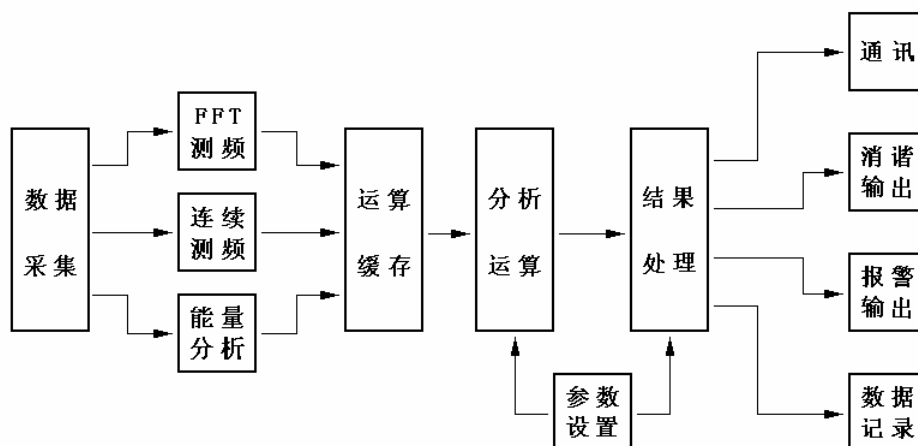 数据
采集
FFT
测频
连续
测频
能量
分析
运算
缓存
分析
运算
参数
设置
结果
处理
通讯
消谐
输出
报警
输出
数据
记录